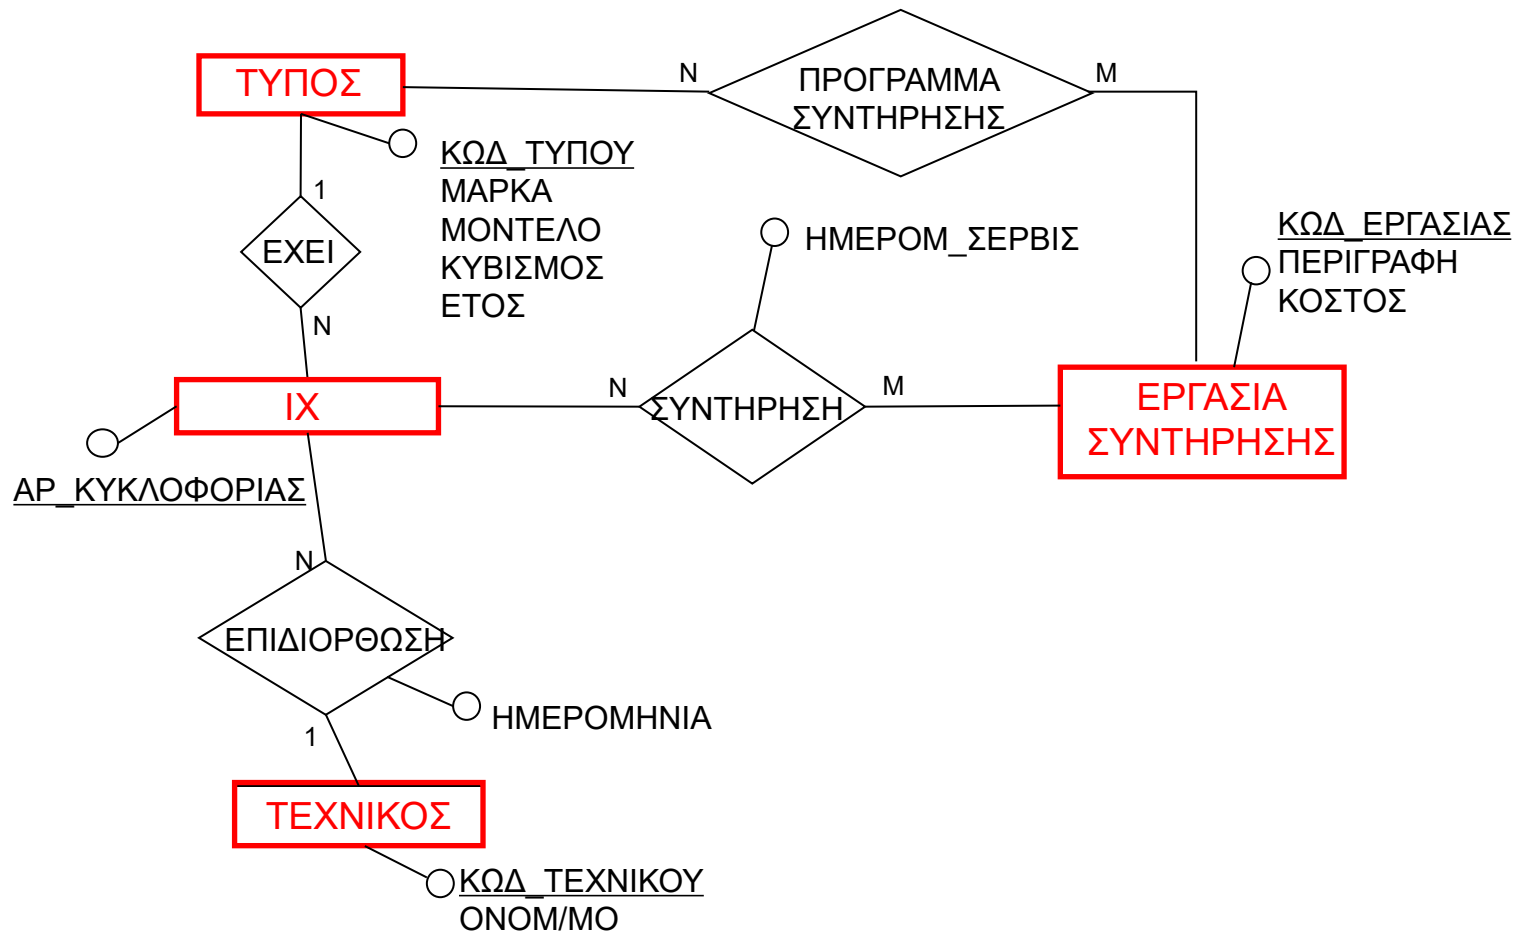 ΤΥΠΟΣ
N
ΠΡΟΓΡΑΜΜΑ
ΣΥΝΤΗΡΗΣΗΣ
M
ΚΩΔ_ΤΥΠΟΥ
ΜΑΡΚΑ
ΜΟΝΤΕΛΟ
ΚΥΒΙΣΜΟΣ
ΕΤΟΣ
1
ΕΧΕΙ
N
ΗΜΕΡΟΜ_ΣΕΡΒΙΣ
ΚΩΔ_ΕΡΓΑΣΙΑΣ
ΠΕΡΙΓΡΑΦΗ
ΚΟΣΤΟΣ
ΙΧ
N
ΣΥΝΤΗΡΗΣΗ
M
ΕΡΓΑΣΙΑ
ΣΥΝΤΗΡΗΣΗΣ
ΑΡ_ΚΥΚΛΟΦΟΡΙΑΣ
N
ΕΠΙΔΙΟΡΘΩΣΗ
ΗΜΕΡΟΜΗΝΙΑ
1
ΤΕΧΝΙΚΟΣ
ΚΩΔ_ΤΕΧΝΙΚΟΥ
ΟΝΟΜ/ΜΟ